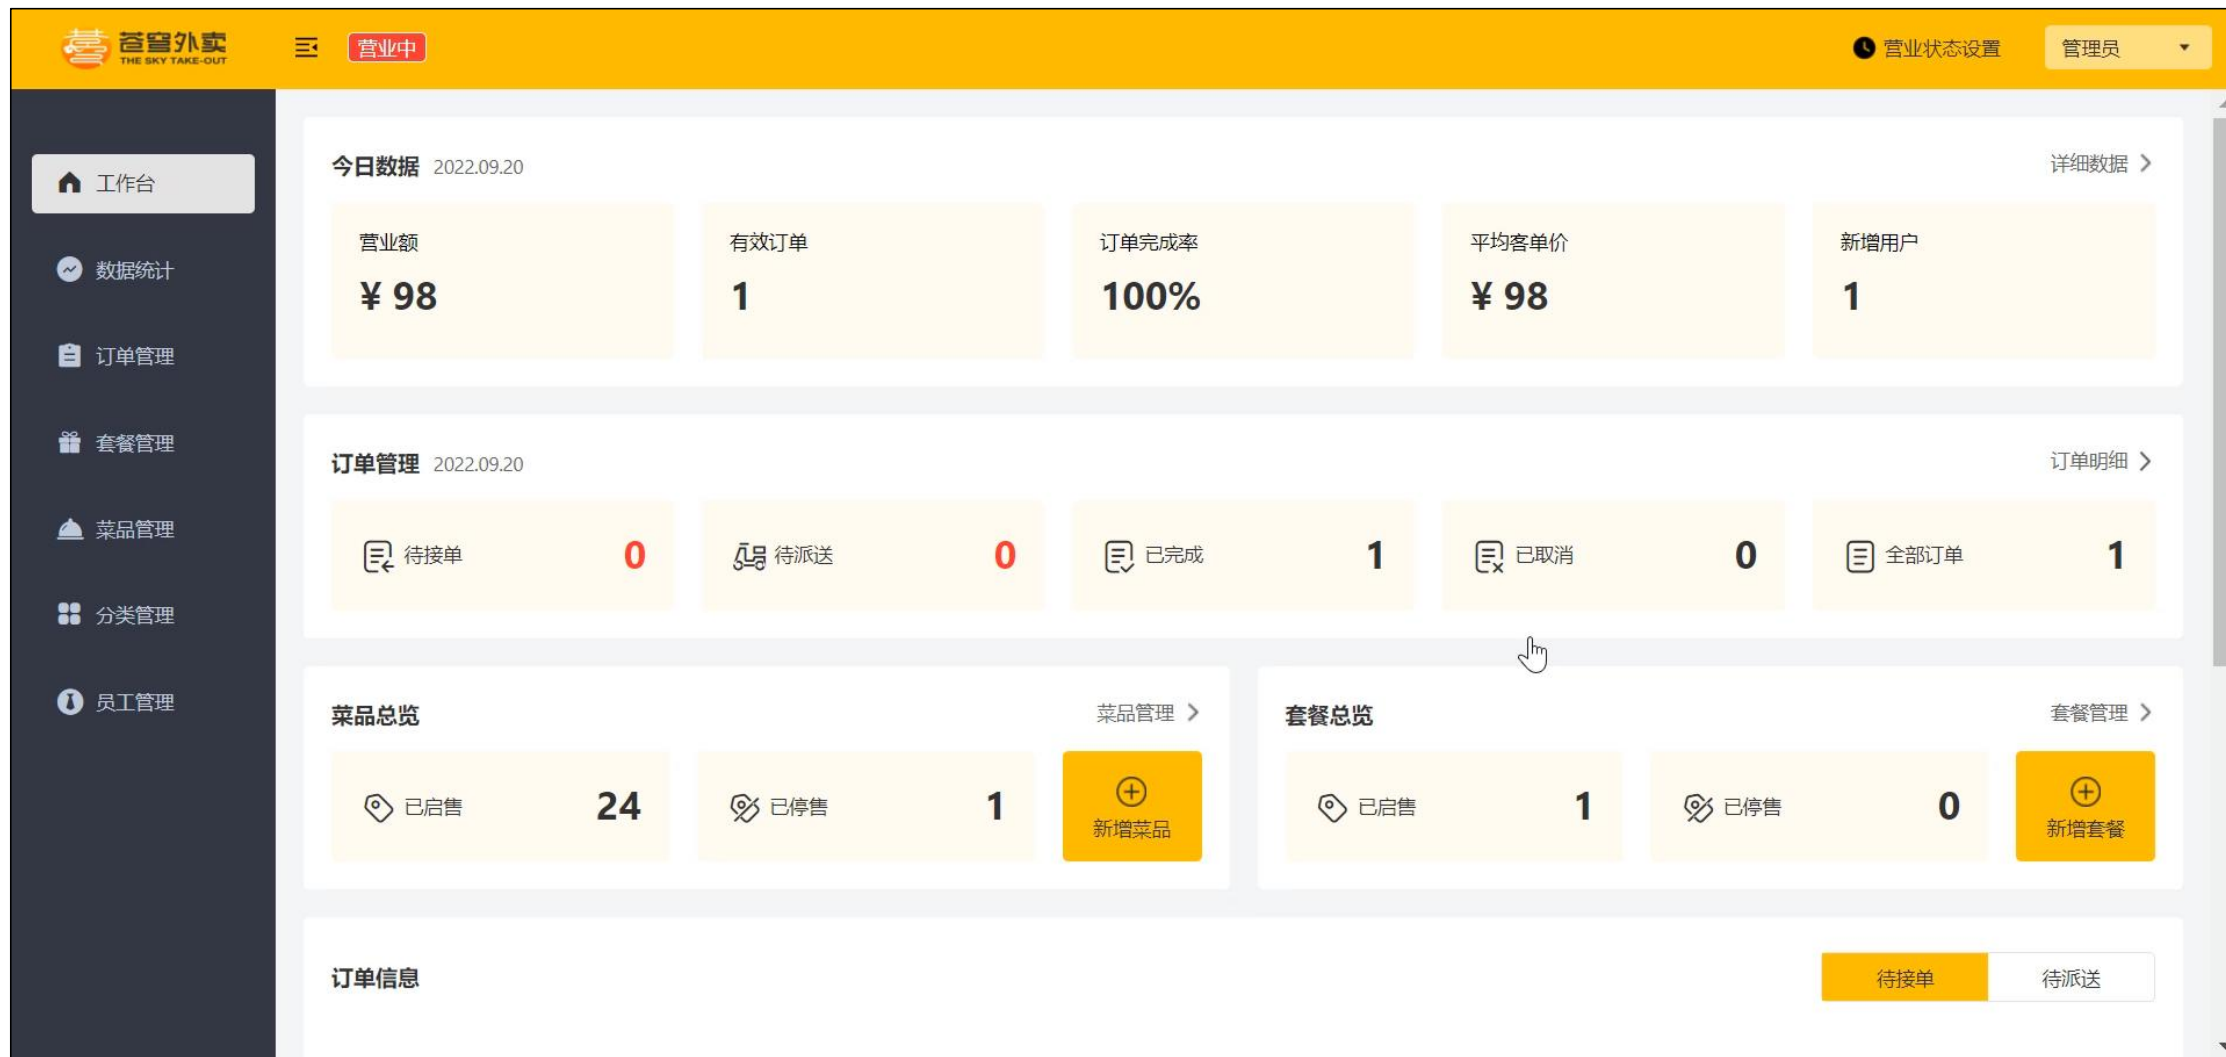 苍穹外卖
THE SKY TAKE-OUT
营业中
营业状态设置
管理员
工作台
数据统计
订单管理
套餐管理
菜品管理
分类管理
员工管理
今日数据 2022.09.20
详细数据
营业额
有效订单
订单完成率
平均客单价
新增用户
¥ 98
1
100%
¥ 98
1
订单管理 2022.09.20
订单明细
待接单 0
待派送 0
已完成 1
已取消 0
全部订单 1
菜品总览
菜品管理
已启售 24
已停售 1
新增菜品
套餐总览
套餐管理
已启售 1
已停售 0
新增套餐
订单信息
待接单
待派送